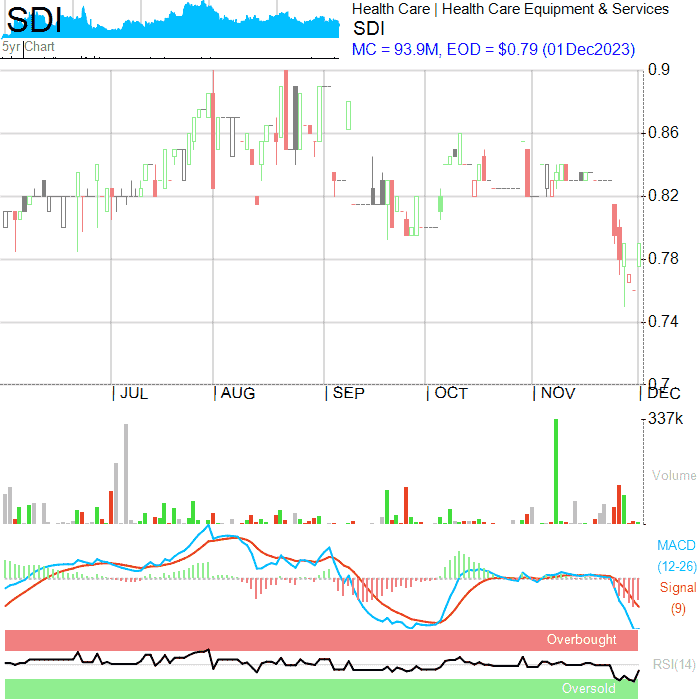 SDI
5yr Chart
Health Care | Health Care Equipment & Services
SDI
MC = 93.9M, EOD = $0.79 (01Dec2023)
0.9
0.86
0.82
0.78
0.74
0.7
| JUL | AUG | SEP | OCT | NOV | DEC
337k
Volume
MACD
(12-26)
Signal
(9)
Overbought
RSI(14)
Oversold